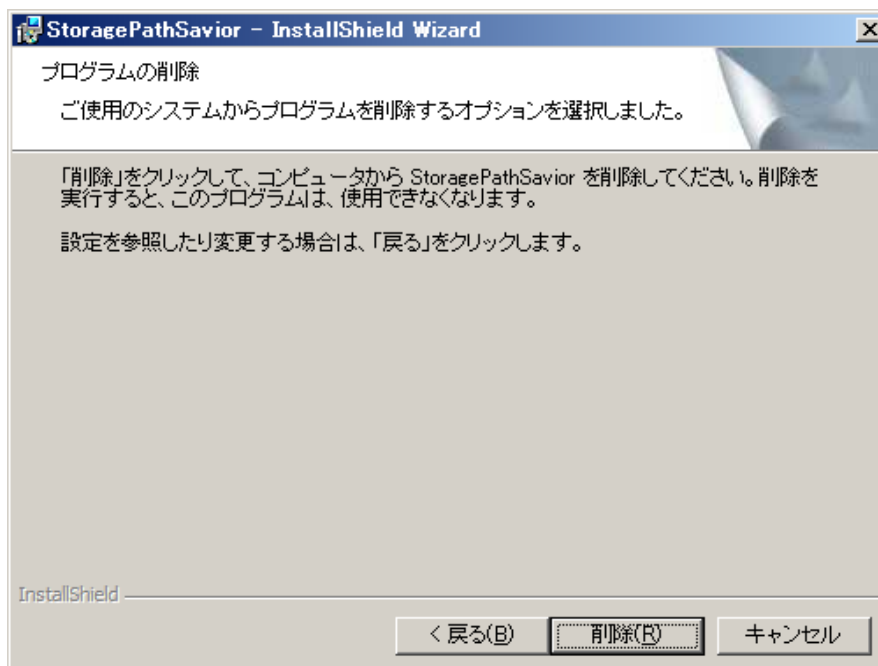 StoragePathSavior - InstallShield Wizard
プログラムの削除
ご使用のシステムからプログラムを削除するオプションを選択しました。
「削除」をクリックして、コンピュータから StoragePathSavior を削除してください。削除を
実行すると、このプログラムは、使用できなくなります。
設定を参照したり変更する場合は、「戻る」をクリックします。
InstallShield
< 戻る(B)
削除(R)
キャンセル